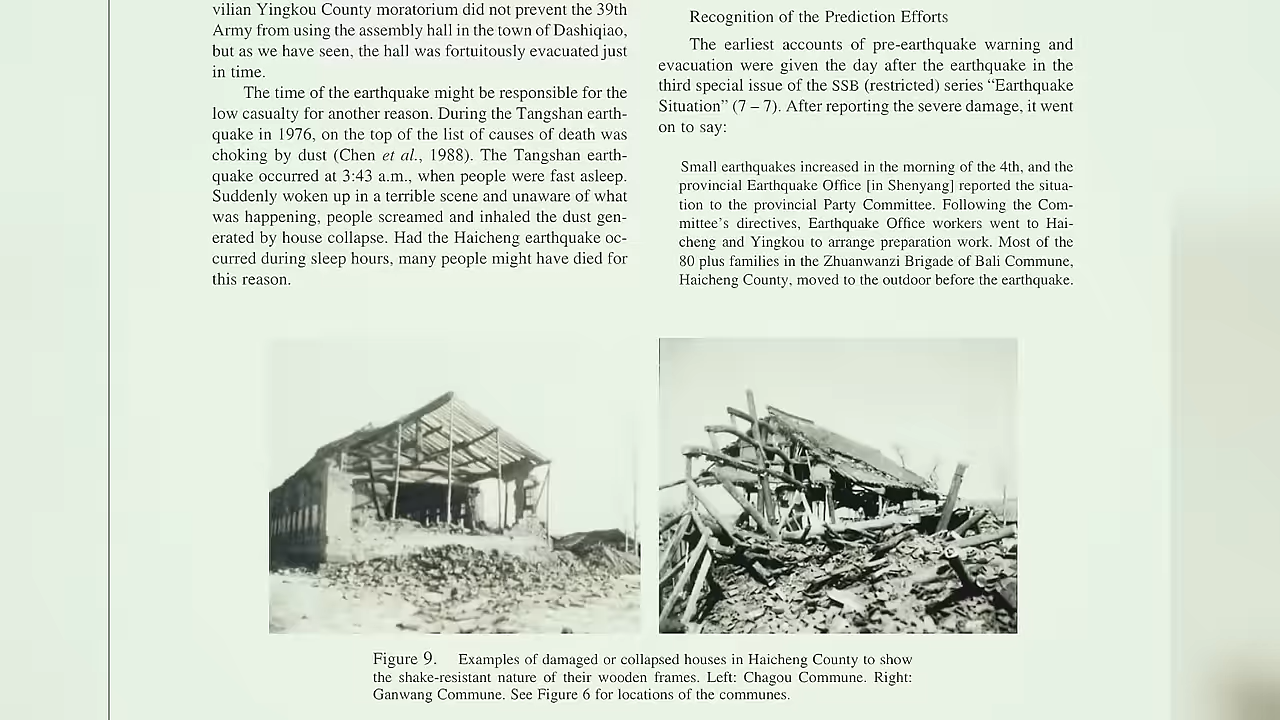 vilian Yingkou County moratorium did not prevent the 39th
Army from using the assembly hall in the town of Dashiqiao,
but as we have seen, the hall was fortuitously evacuated just
in time.
The time of the earthquake might be responsible for the
low casualty for another reason. During the Tangshan earth-
quake in 1976, on the top of the list of causes of death was
choking by dust (Chen et al., 1988). The Tangshan earth-
quake occurred at 3:43 a.m., when people were fast asleep.
Suddenly woken up in a terrible scene and unaware of what
was happening, people screamed and inhaled the dust gen-
erated by house collapse. Had the Haicheng earthquake oc-
curred during sleep hours, many people might have died for
this reason.
Recognition of the Prediction Efforts
The earliest accounts of pre-earthquake warning and
evacuation were given the day after the earthquake in the
third special issue of the SSB (restricted) series “Earthquake
Situation” (7 – 7). After reporting the severe damage, it went
on to say:
Small earthquakes increased in the morning of the 4th, and the
provincial Earthquake Office [in Shenyang] reported the situa-
tion to the provincial Party Committee. Following the Com-
mittee’s directives, Earthquake Office workers went to Hai-
cheng and Yingkou to arrange preparation work. Most of the
80 plus families in the Zhuanwanzi Brigade of Bali Commune,
Haicheng County, moved to the outdoor before the earthquake.
Figure 9. Examples of damaged or collapsed houses in Haicheng County to show
the shake-resistant nature of their wooden frames. Left: Chagou Commune. Right:
Ganwang Commune. See Figure 6 for locations of the communes.